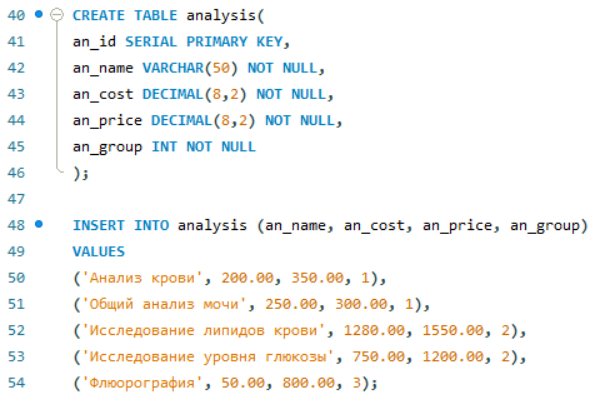 40 CREATE TABLE analysis(
41 an_id SERIAL PRIMARY KEY,
42 an_name VARCHAR(50) NOT NULL,
43 an_cost DECIMAL(8,2) NOT NULL,
44 an_price DECIMAL(8,2) NOT NULL,
45 an_group INT NOT NULL
46 );
47
48 INSERT INTO analysis (an_name, an_cost, an_price, an_group)
49 VALUES
50 ('Анализ крови', 200.00, 350.00, 1),
51 ('Общий анализ мочи', 250.00, 300.00, 1),
52 ('Исследование липидов крови', 1280.00, 1550.00, 2),
53 ('Исследование уровня глюкозы', 750.00, 1200.00, 2),
54 ('Флюорография', 50.00, 800.00, 3);